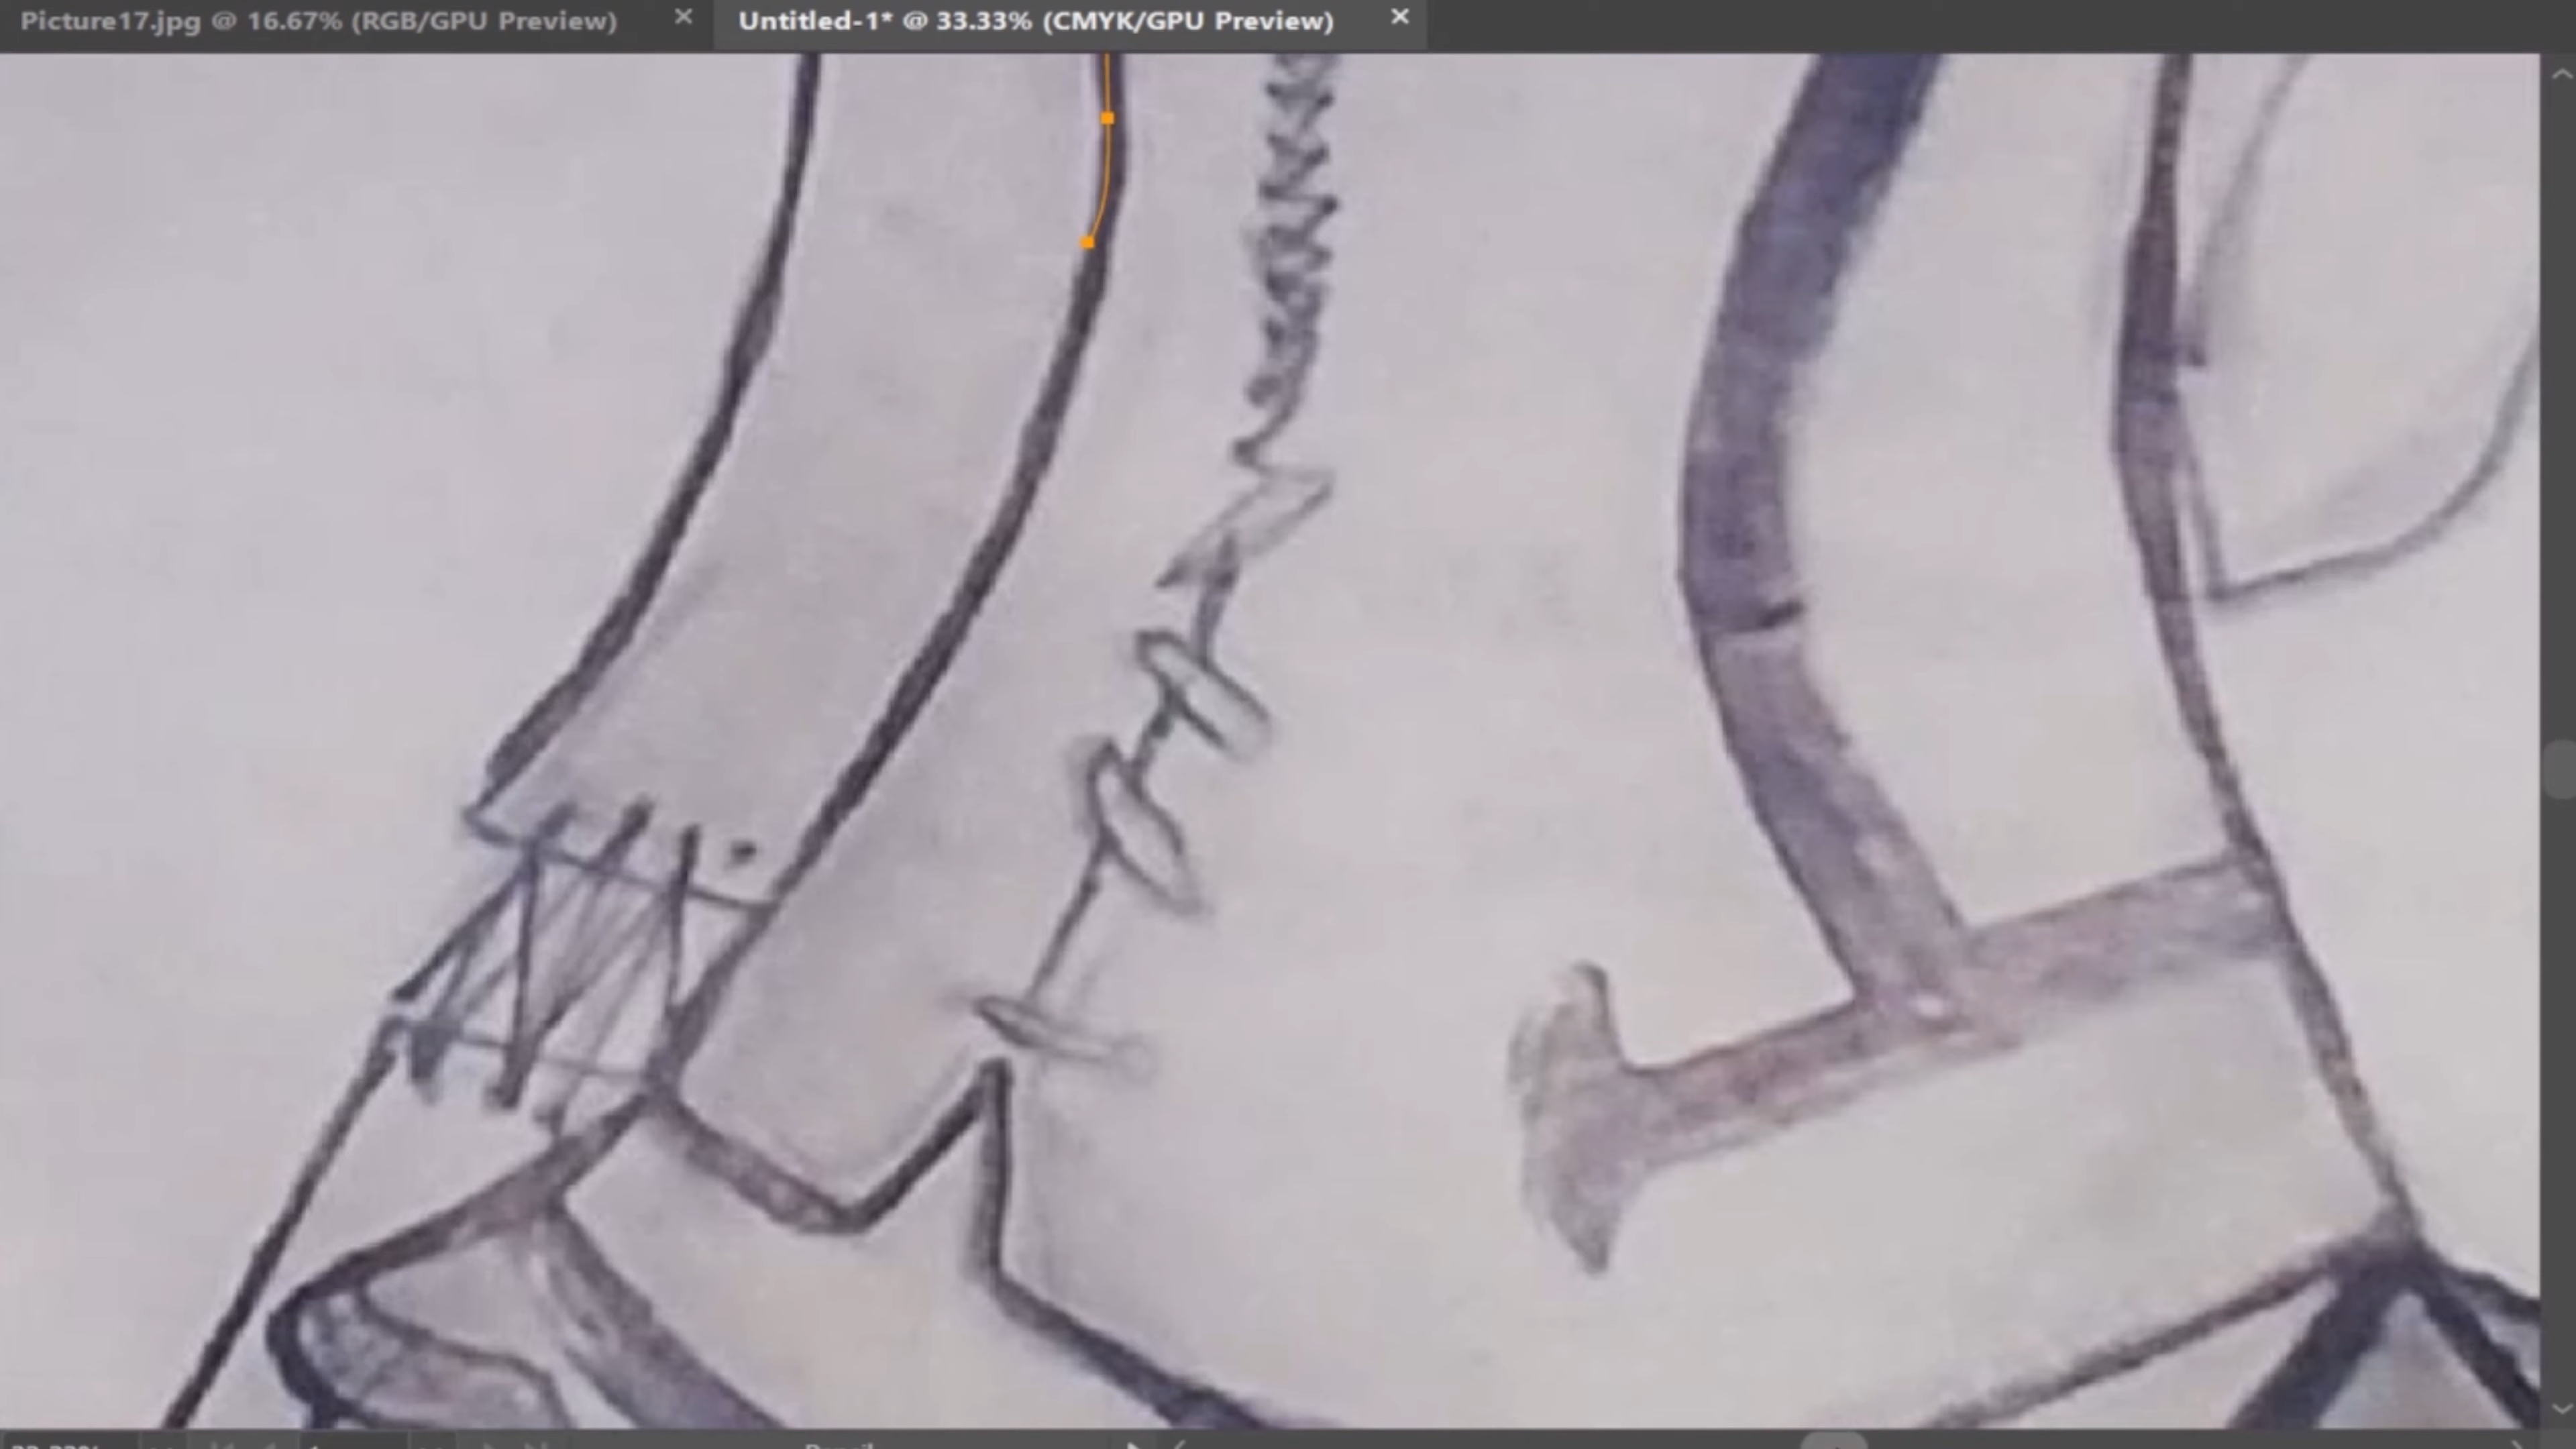 Picture17.jpg @ 16.67% (RGB/GPU Preview) ×
Untitled-1* @ 33.33% (CMYK/GPU Preview) ×